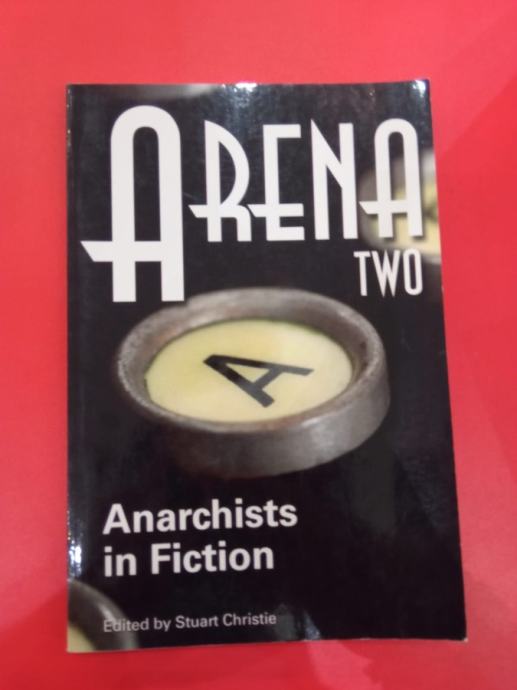 ARENA
TWO
A
Anarchists
in Fiction
Edited by Stuart Christie